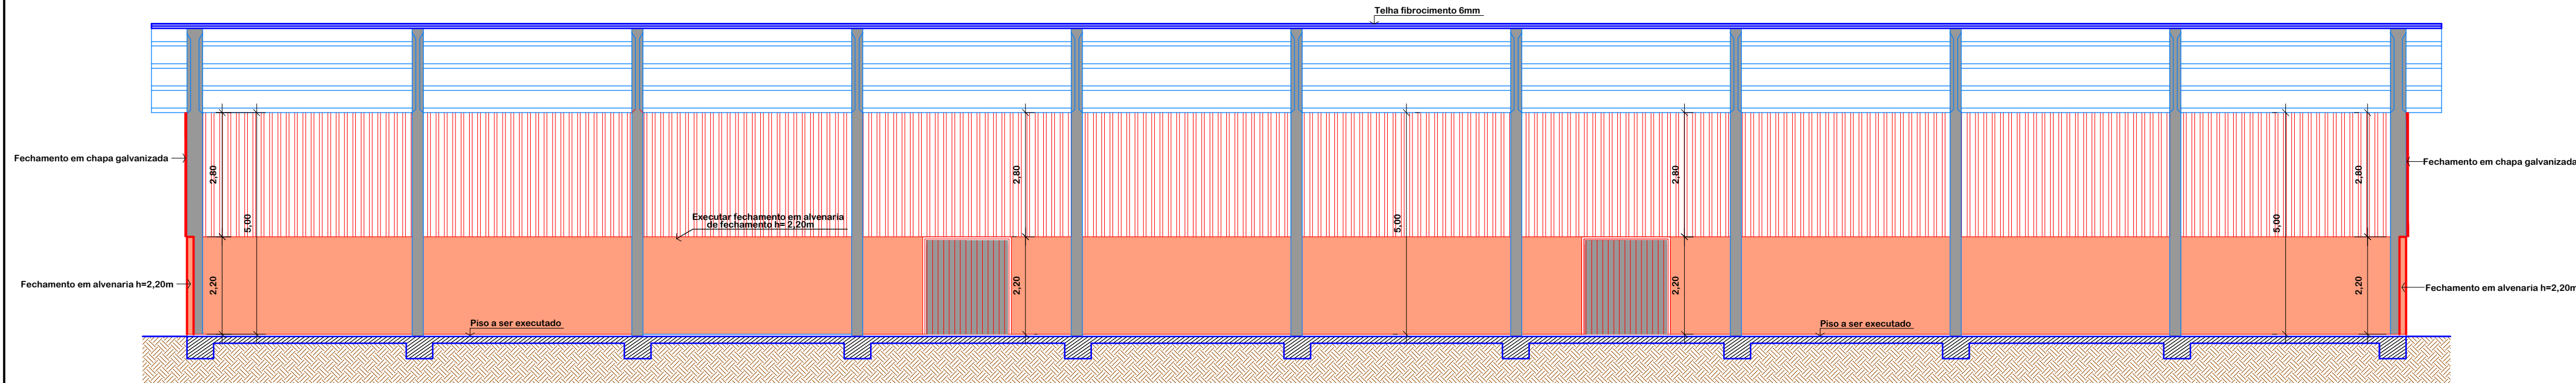 Telha fibrocimento 6mm
Fechamento em chapa galvanizada
Fechamento em chapa galvanizada
2,80
5,00
2,80
5,00
2,80
5,00
2,80
Executar fechamento em alvenaria
de fechamento h= 2,20m
Fechamento em alvenaria h=2,20m
Fechamento em alvenaria h=2,20m
2,20
2,20
2,20
2,20
Piso a ser executado
Piso a ser executado